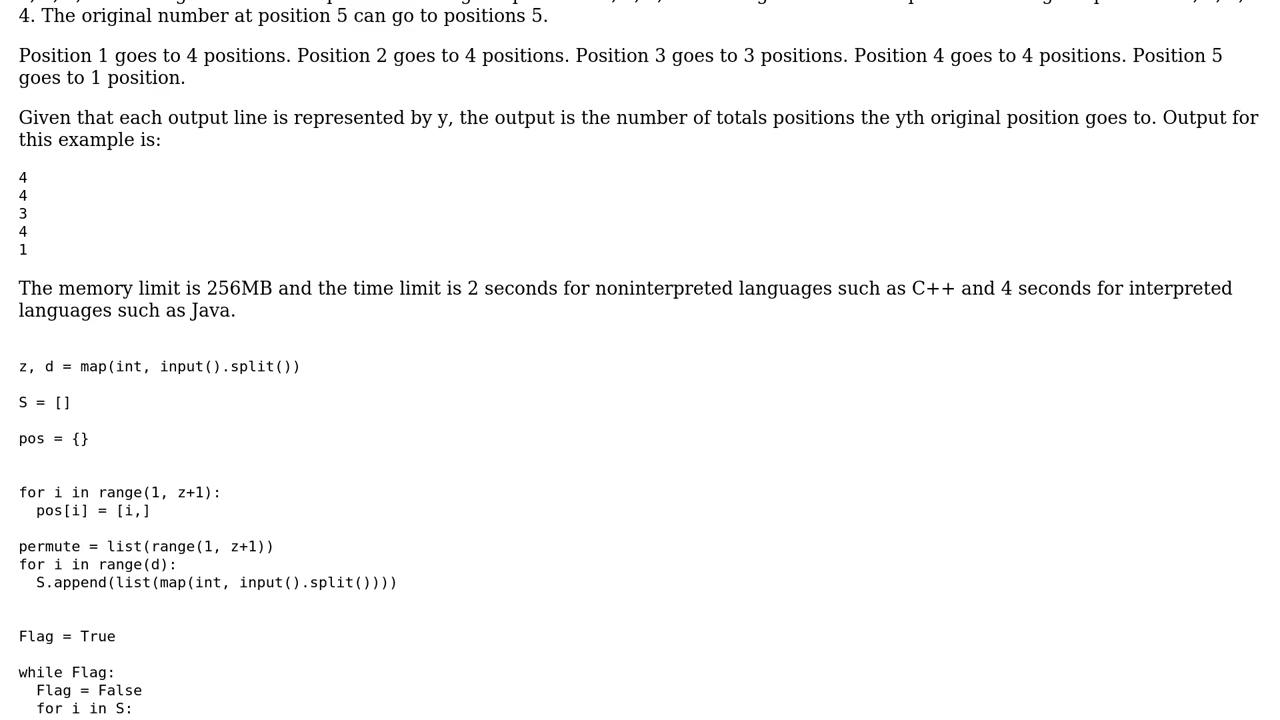 4. The original number at position 5 can go to positions 5.
Position 1 goes to 4 positions. Position 2 goes to 4 positions. Position 3 goes to 3 positions. Position 4 goes to 4 positions. Position 5
goes to 1 position.
Given that each output line is represented by y, the output is the number of totals positions the yth original position goes to. Output for
this example is:
4
4
3
4
1
The memory limit is 256MB and the time limit is 2 seconds for noninterpreted languages such as C++ and 4 seconds for interpreted
languages such as Java.
z, d = map(int, input().split())
S = []
pos = {}
for i in range(1, z+1):
  pos[i] = [i,]
permute = list(range(1, z+1))
for i in range(d):
  S.append(list(map(int, input().split())))
Flag = True
while Flag:
  Flag = False
  for i in S: